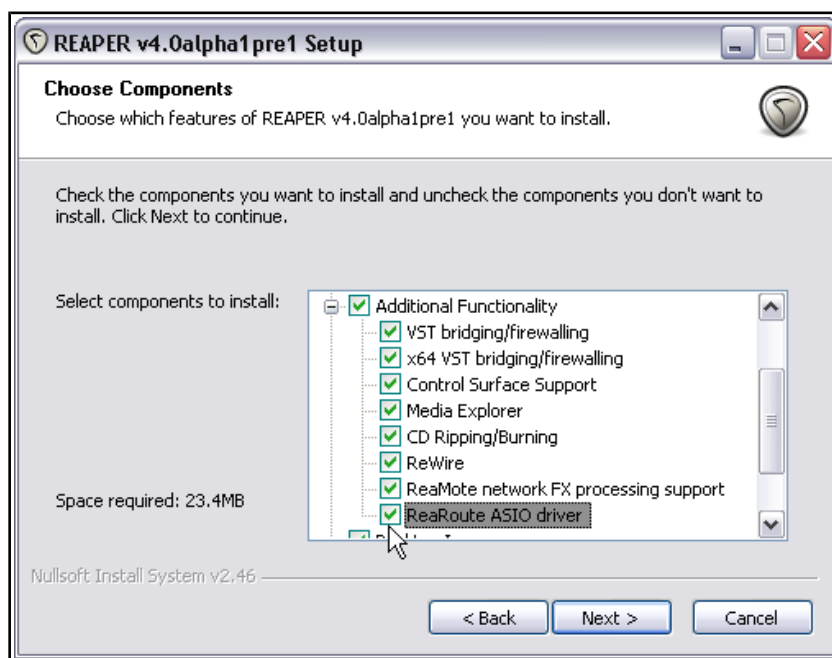 REAPER v4.0alpha1pre1 Setup
Choose Components
Choose which features of REAPER v4.0alpha1pre1 you want to install.
Check the components you want to install and uncheck the components you don't want to
install. Click Next to continue.
Select components to install:
Additional Functionality
VST bridging/firewalling
x64 VST bridging/firewalling
Control Surface Support
Media Explorer
CD Ripping/Burning
ReWire
ReaMote network FX processing support
ReaRoute ASIO driver
Space required: 23.4MB
Nullsoft Install System v2.46
< Back
Next >
Cancel